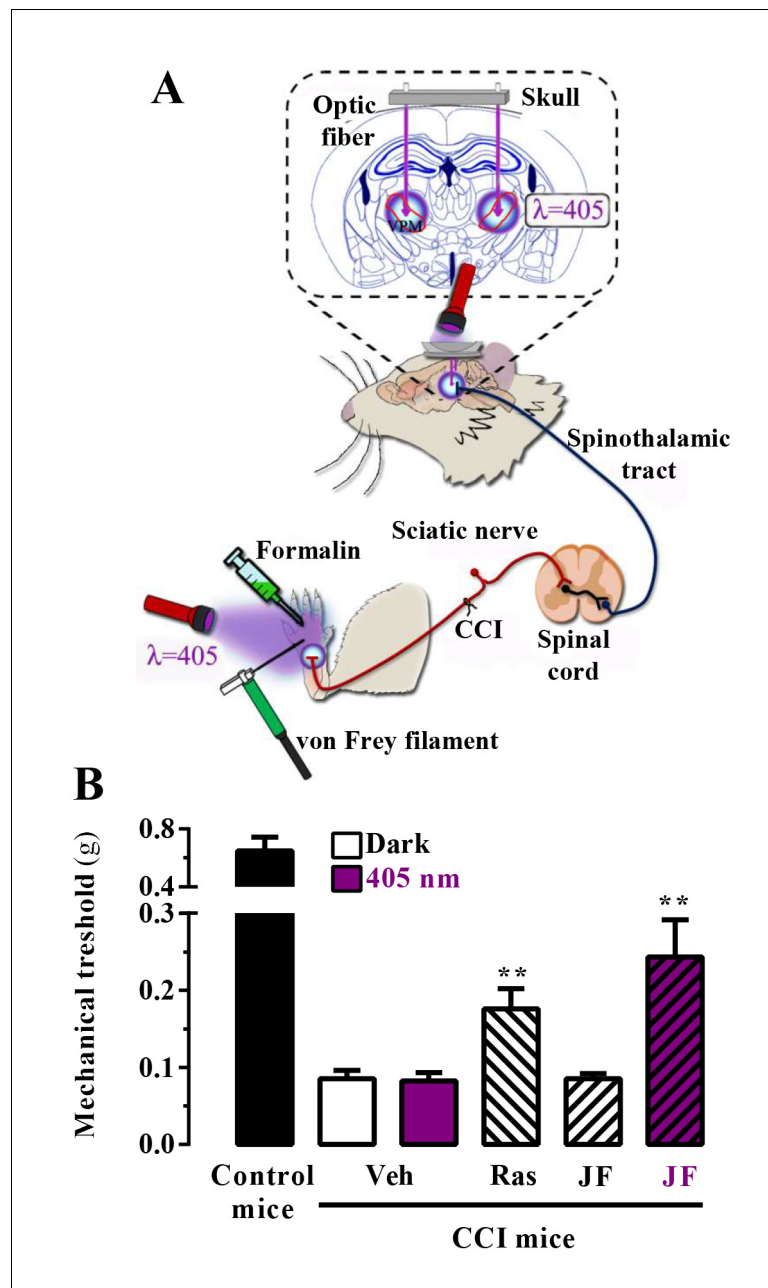 A
Optic
fiber
Skull
VPM
λ=405
Spinothalamic
tract
Sciatic nerve
Formalin
CCI
Spinal
cord
λ=405
von Frey filament
B
Mechanical treshold (g)
0.8
0.4
0.3
0.2
0.1
0.0
Dark
405 nm
**
**
Control
mice
Veh
Ras
JF
JF
CCI mice